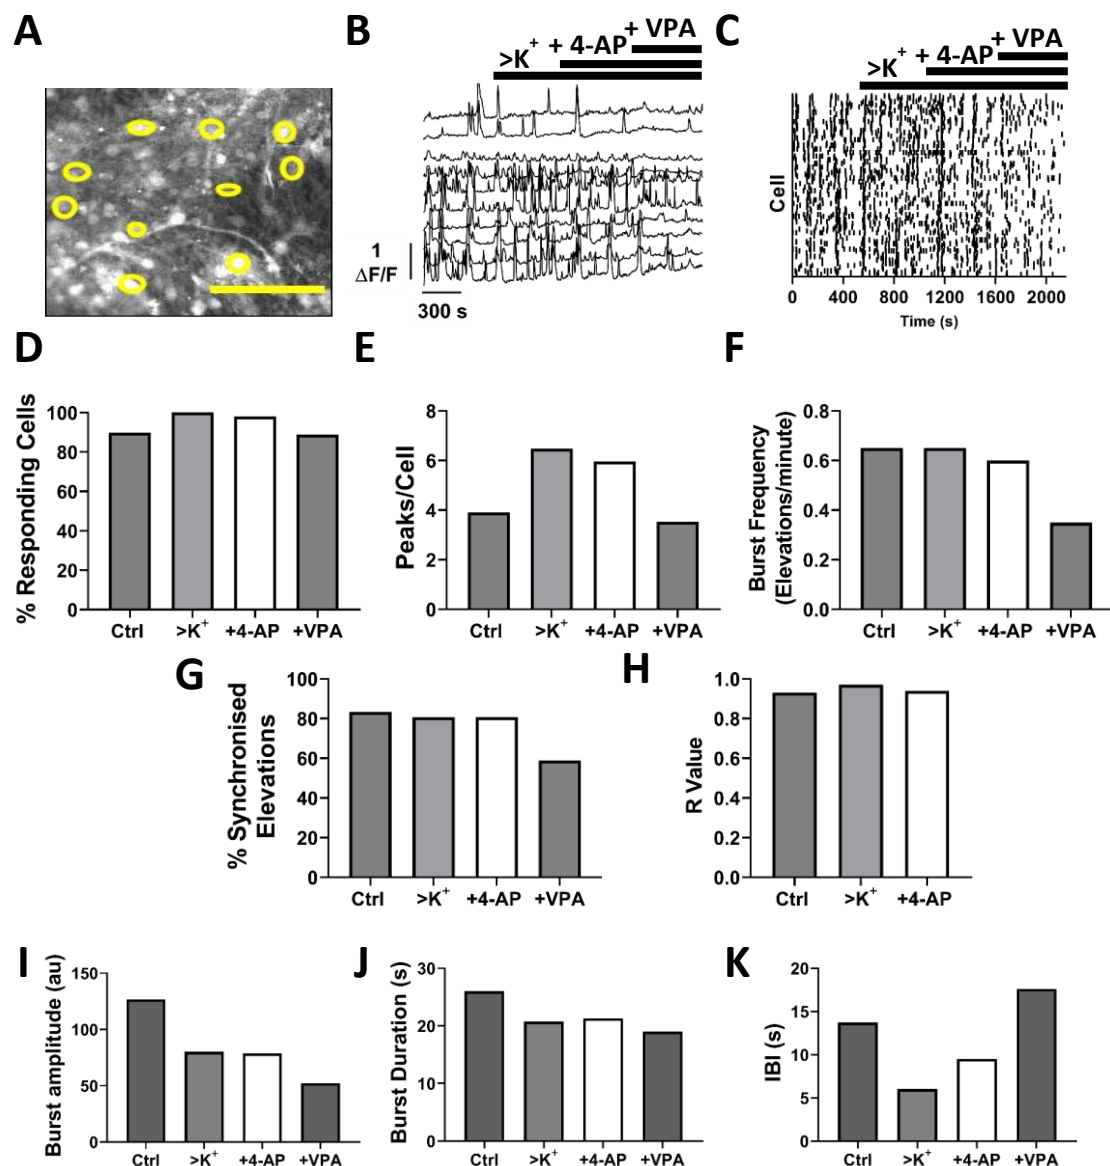 A
B
+ VPA
>K+ + 4-AP
1
ΔF/F
300 s
C
+ VPA
>K+ + 4-AP
Cell
0 400 800 1200 1600 2000
Time (s)
D
% Responding Cells
100
80
60
40
20
0
Ctrl >K+ +4-AP +VPA
E
Peaks/Cell
8
6
4
2
0
Ctrl >K+ +4-AP +VPA
F
Burst Frequency
(Elevations/minute)
0.8
0.6
0.4
0.2
0.0
Ctrl >K+ +4-AP +VPA
G
% Synchronised
Elevations
100
80
60
40
20
0
Ctrl >K+ +4-AP +VPA
H
R Value
1.0
0.8
0.6
0.4
0.2
0.0
Ctrl >K+ +4-AP
I
Burst amplitude (au)
150
100
50
0
Ctrl >K+ +4-AP +VPA
J
Burst Duration (s)
30
20
10
0
Ctrl >K+ +4-AP +VPA
K
IBI (s)
20
15
10
5
0
Ctrl >K+ +4-AP +VPA